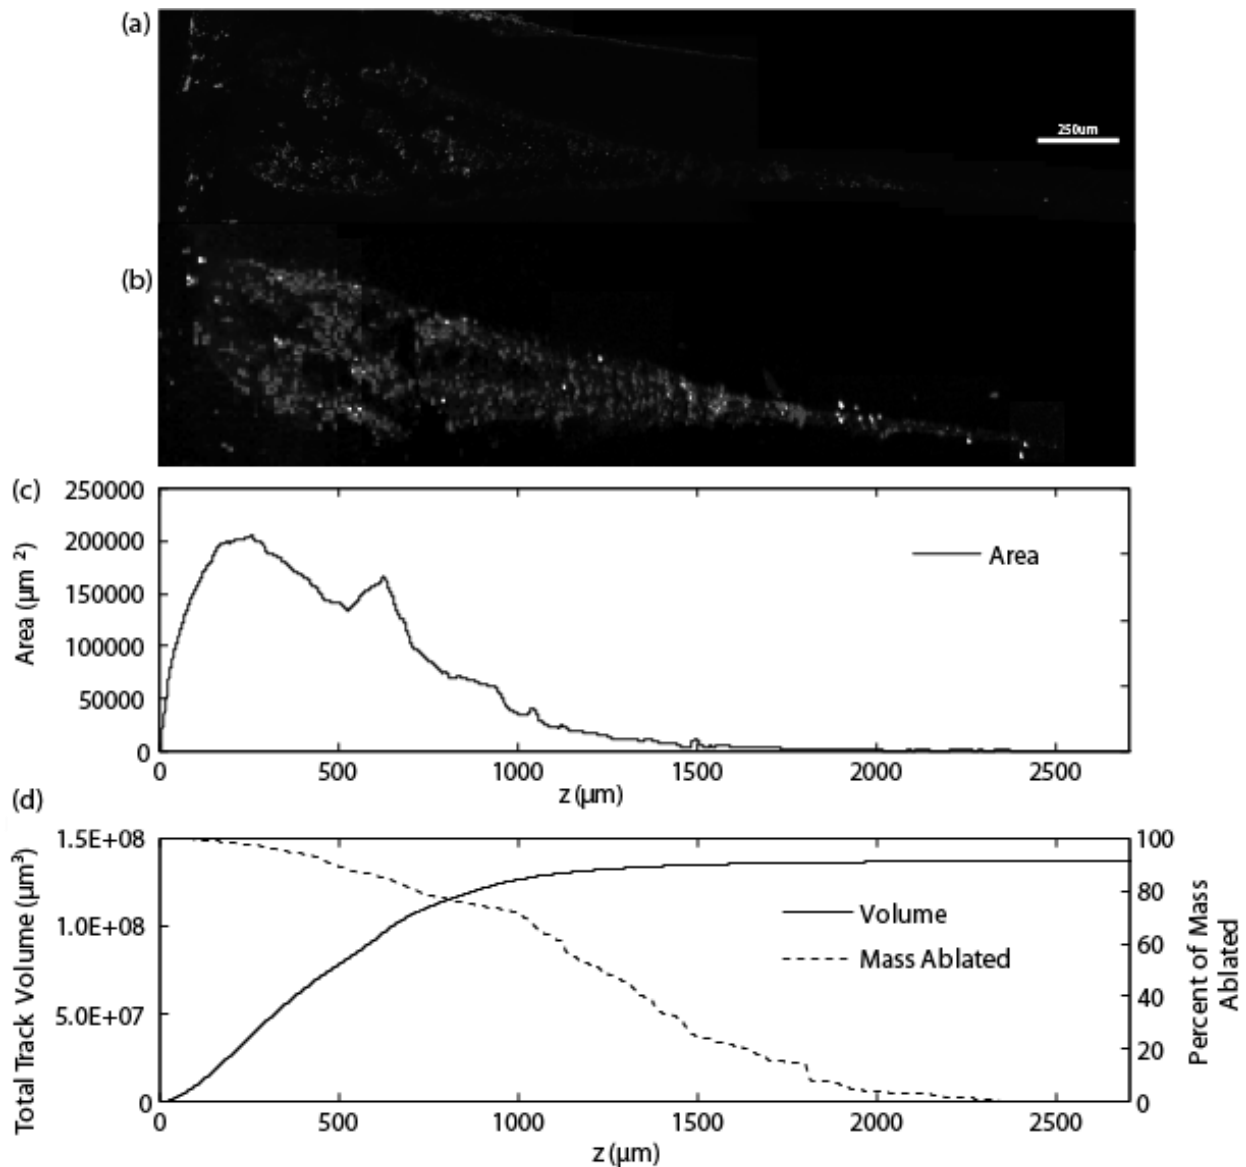 (a)
250um
(b)
(c)
250000
200000
150000
100000
50000
0
Area (µm ²)
Area
0 500 1000 1500 2000 2500
z (µm)
(d)
1.5E+08
1.0E+08
5.0E+07
0
Total Track Volume (µm³)
Volume
Mass Ablated
100
80
60
40
20
0
Percent of Mass
Ablated
0 500 1000 1500 2000 2500
z (µm)